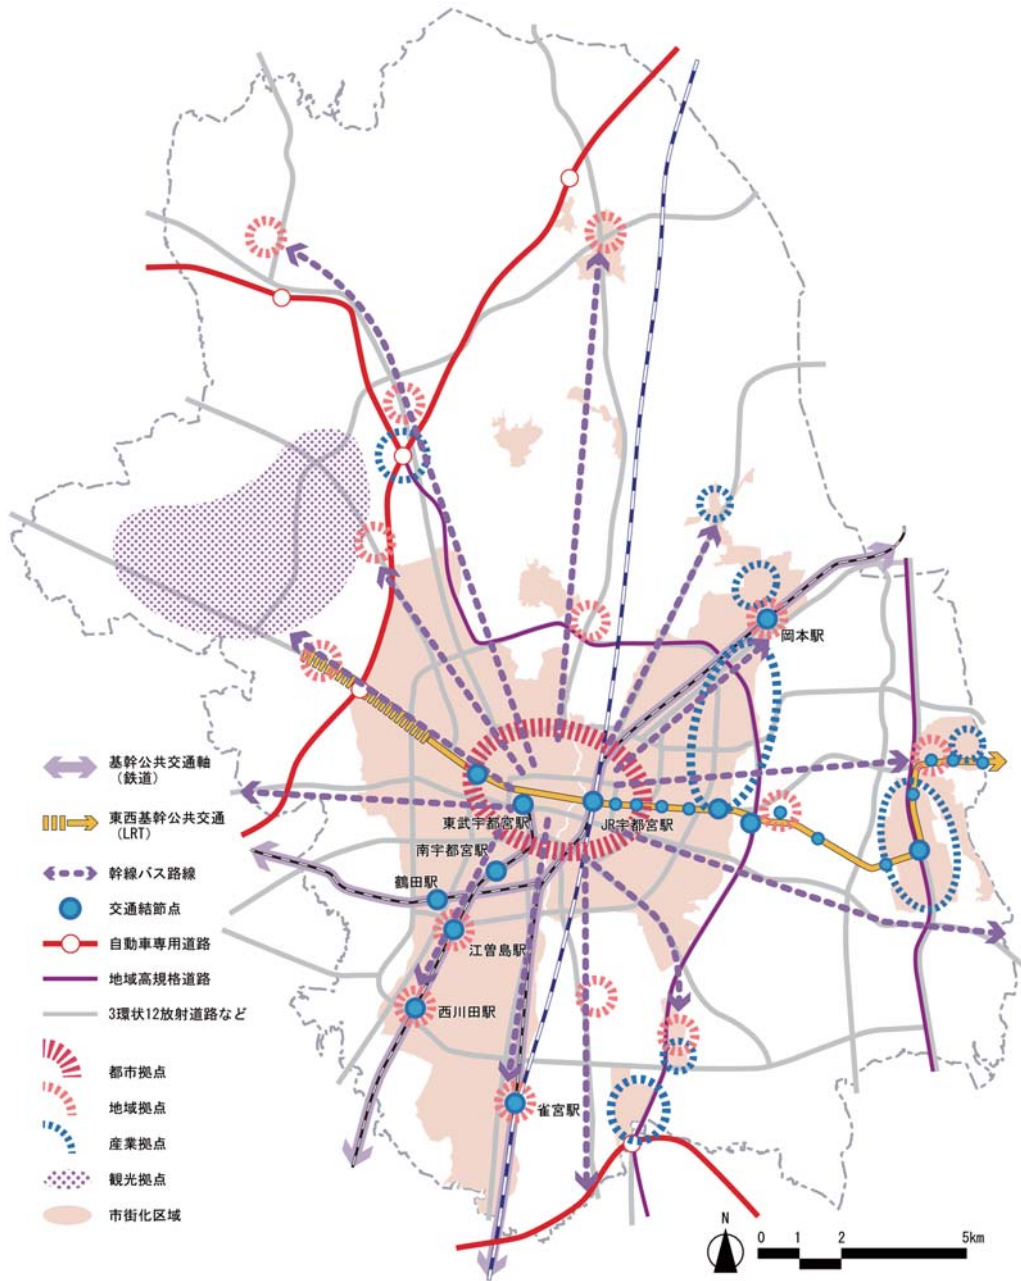 岡本駅
東武宇都宮駅
JR宇都宮駅
南宇都宮駅
鶴田駅
江曽島駅
西川田駅
雀宮駅
基幹公共交通軸
(鉄道)
東西基幹公共交通
(LRT)
幹線バス路線
交通結節点
自動車専用道路
地域高規格道路
3環状12放射道路など
都市拠点
地域拠点
産業拠点
観光拠点
市街化区域
N
0 1 2 5km